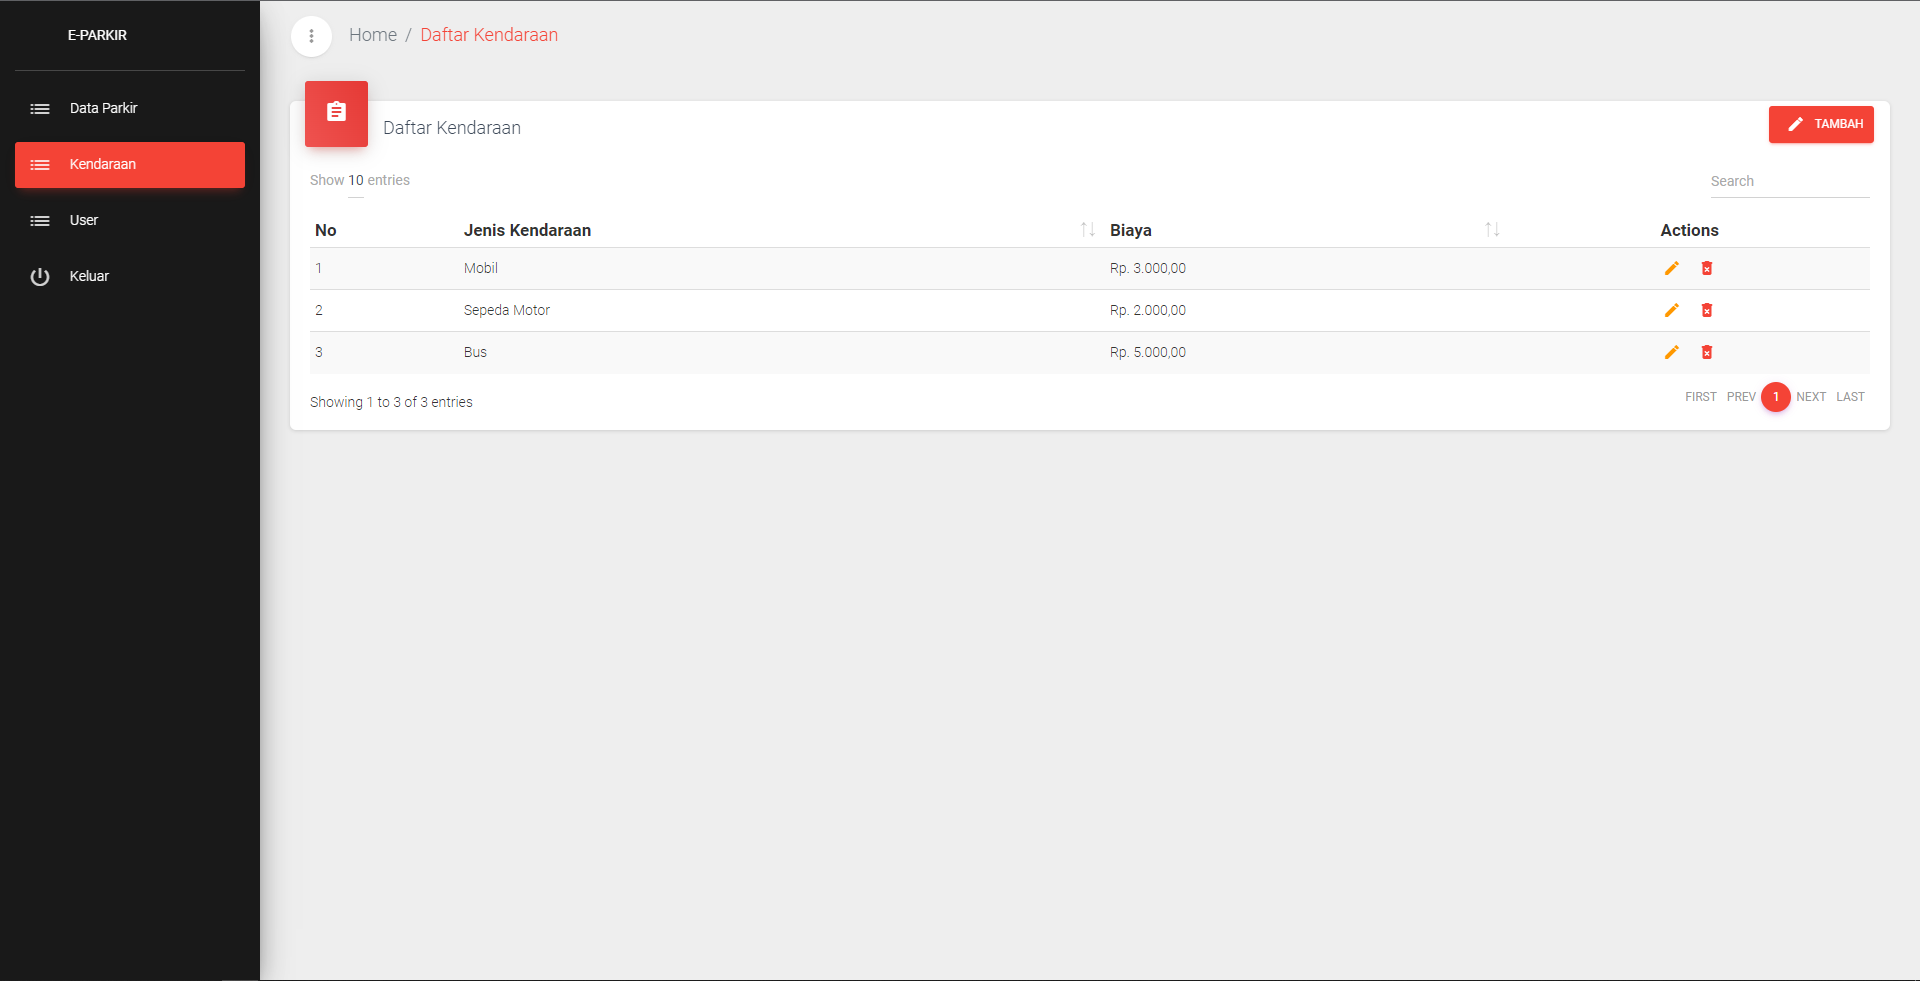 E-PARKIR
Data Parkir
Kendaraan
User
Keluar
Home / Daftar Kendaraan
Daftar Kendaraan
TAMBAH
Show 10 entries
Search
No Jenis Kendaraan Biaya Actions
1 Mobil Rp. 3.000,00
2 Sepeda Motor Rp. 2.000,00
3 Bus Rp. 5.000,00
Showing 1 to 3 of 3 entries
FIRST PREV 1 NEXT LAST